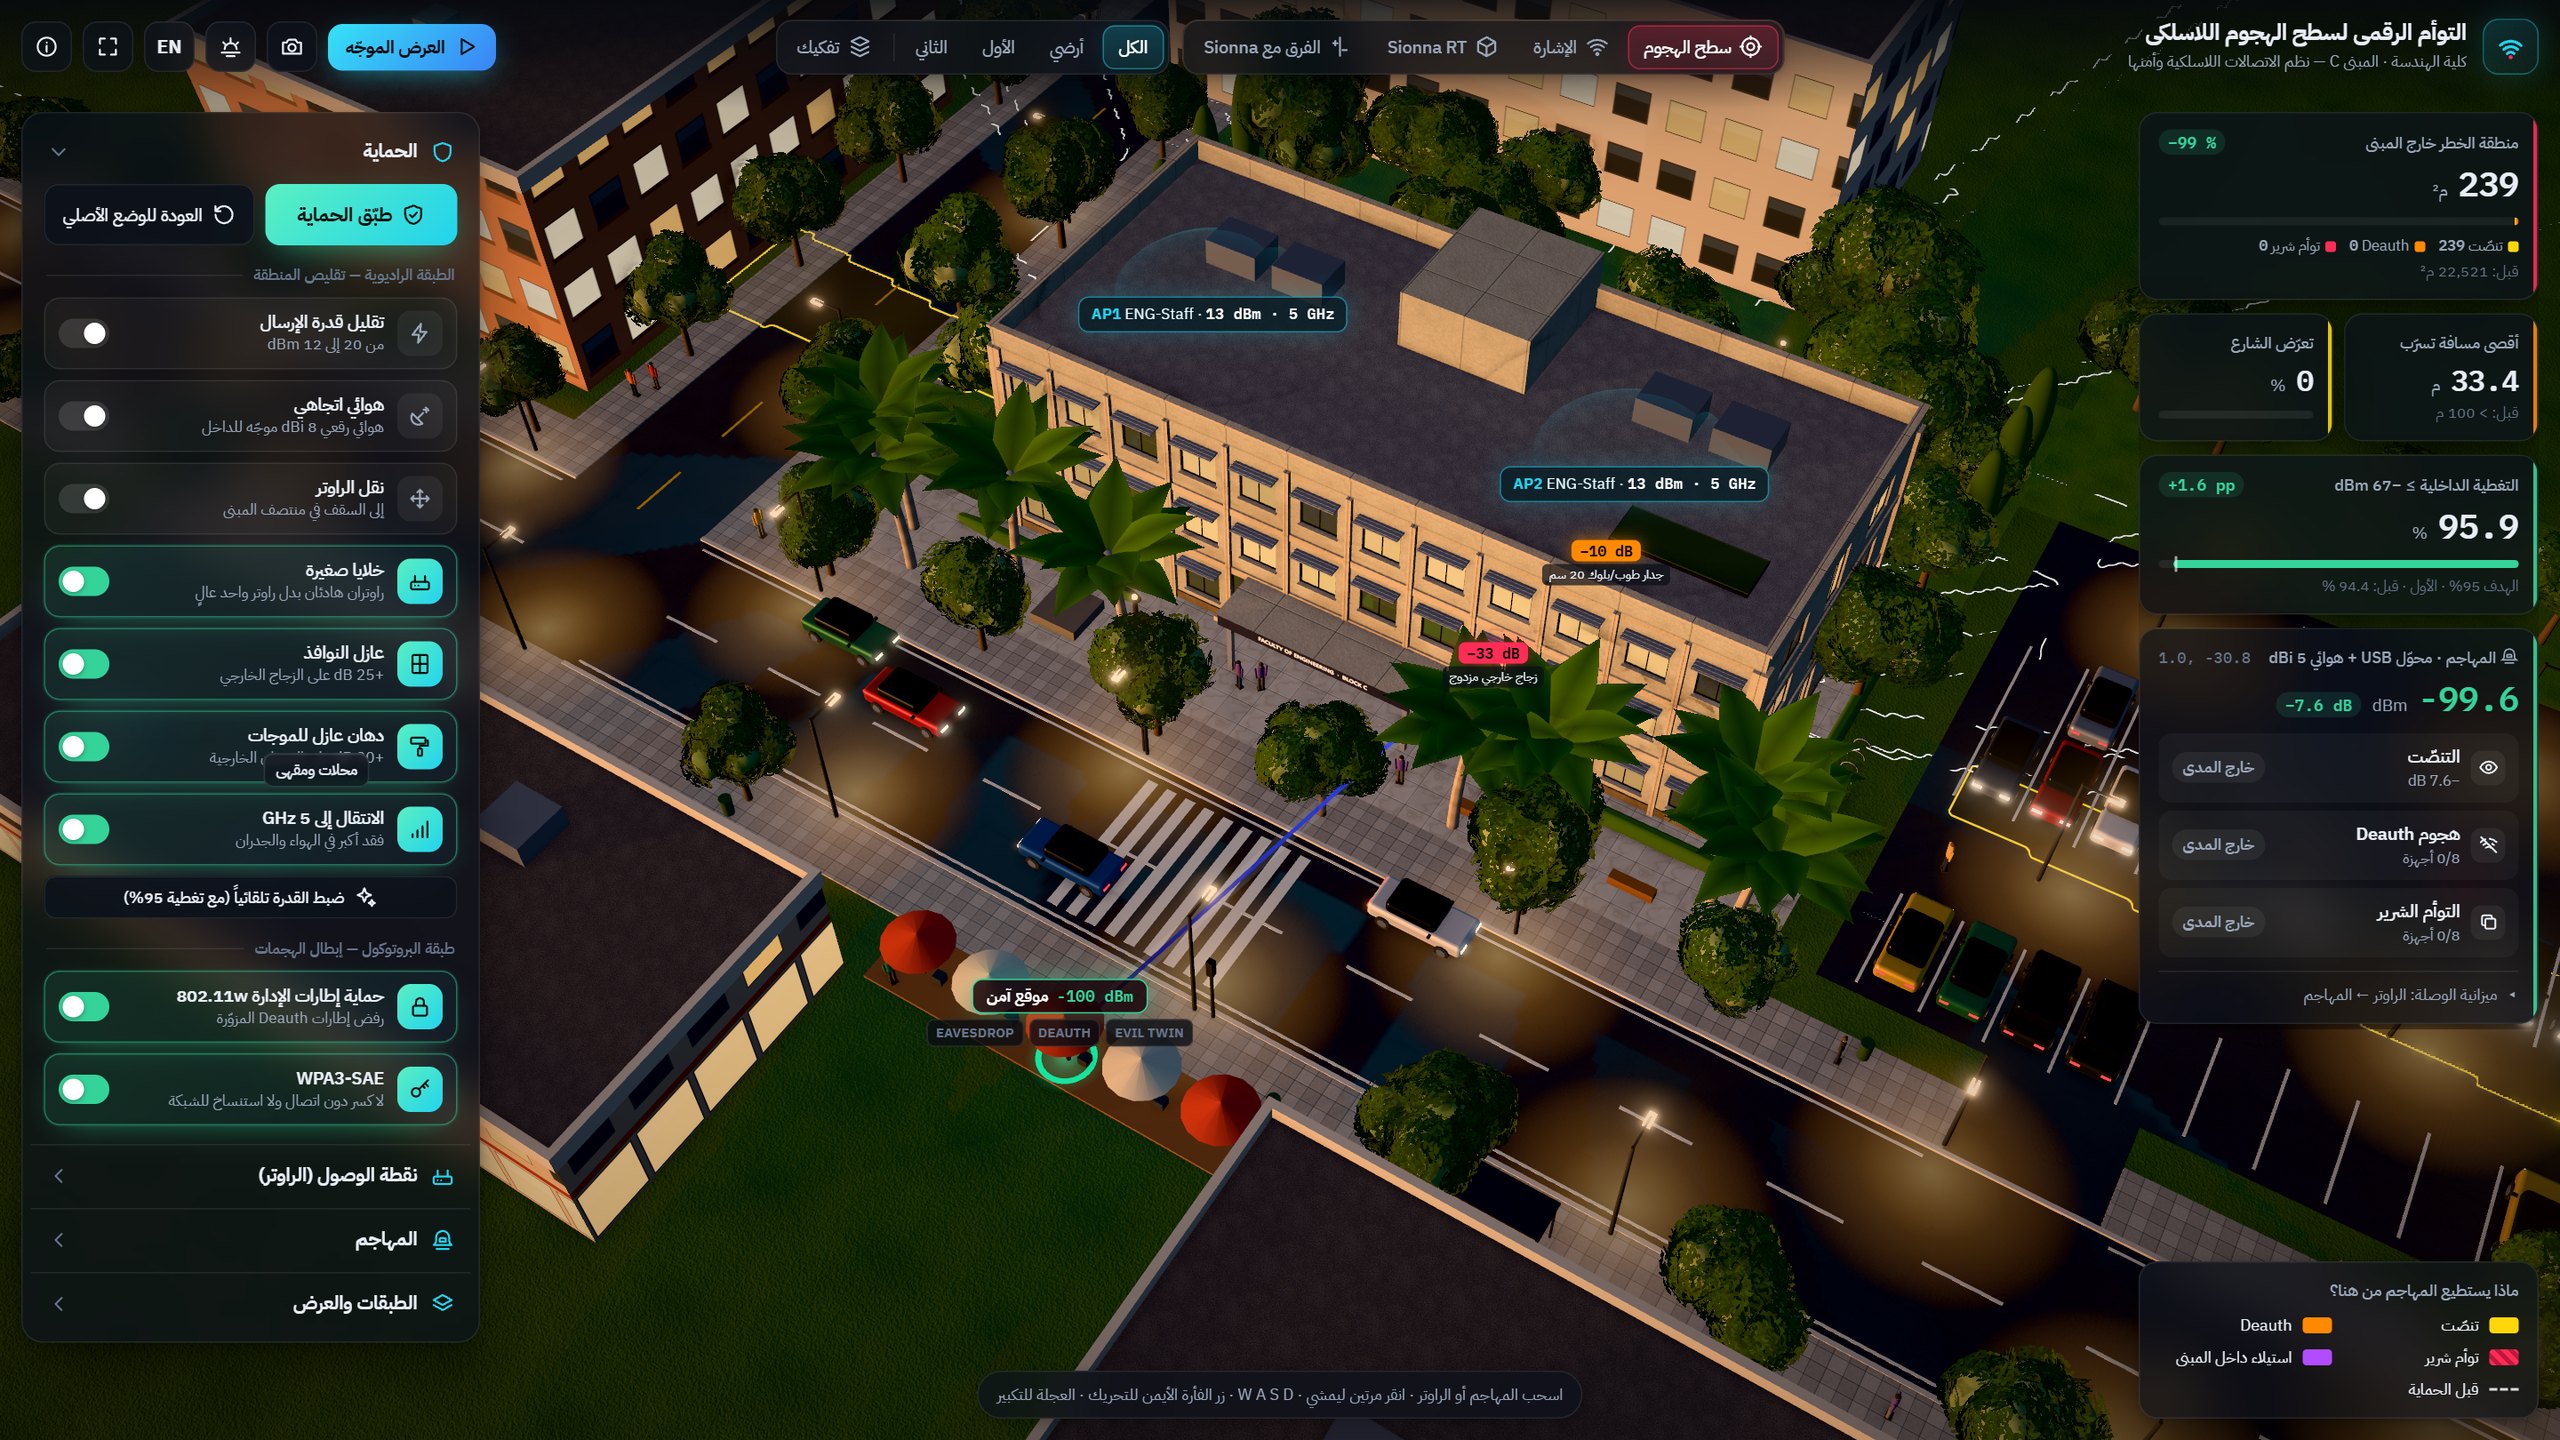 التوأم الرقمي لسطح الهجوم اللاسلكي
كلية الهندسة · المبنى C — نظم الاتصالات اللاسلكية وأمنها
سطح الهجوم
الإشارة
Sionna RT
الفرق مع Sionna
الكل
أرضي
الأول
الثاني
تفكيك
العرض الموجّه
EN
منطقة الخطر خارج المبنى
−99 %
239 م²
تنصّت 239
Deauth 0
توأم شرير 0
قبل: 22,521 م²
أقصى مسافة تسرّب
33.4 م
قبل: > 100 م
تعرّض الشارع
0 %
التغطية الداخلية ≥ −67 dBm
+1.6 pp
95.9 %
الهدف 95% · الأول · قبل: 94.4 %
المهاجم · محوّل USB + هوائي 5 dBi
1.0, -30.8
-99.6 dBm
−7.6 dB
التنصّت
−7.6 dB
خارج المدى
هجوم Deauth
0/8 أجهزة
خارج المدى
التوأم الشرير
0/8 أجهزة
خارج المدى
ميزانية الوصلة: الراوتر ← المهاجم
ماذا يستطيع المهاجم من هنا؟
تنصّت
Deauth
توأم شرير
استيلاء داخل المبنى
قبل الحماية
الحماية
طبّق الحماية
العودة للوضع الأصلي
الطبقة الراديوية — تقليص المنطقة
تقليل قدرة الإرسال
من 20 إلى 12 dBm
هوائي اتجاهي
هوائي رقعي 8 dBi موجّه للداخل
نقل الراوتر
إلى السقف في منتصف المبنى
خلايا صغيرة
راوتران هادئان بدل راوتر واحد عالٍ
عازل النوافذ
+25 dB على الزجاج الخارجي
دهان عازل للموجات
الخارجية
محلات ومقهى
الانتقال إلى 5 GHz
فقد أكبر في الهواء والجدران
ضبط القدرة تلقائياً (مع تغطية 95%)
طبقة البروتوكول — إبطال الهجمات
حماية إطارات الإدارة 802.11w
رفض إطارات Deauth المزوّرة
WPA3-SAE
لا كسر دون اتصال ولا استنساخ للشبكة
نقطة الوصول (الراوتر)
المهاجم
الطبقات والعرض
AP1 ENG-Staff · 13 dBm · 5 GHz
AP2 ENG-Staff · 13 dBm · 5 GHz
−10 dB
جدار طوب/بلوك 20 سم
−33 dB
زجاج خارجي مزدوج
FACULTY OF ENGINEERING · BLOCK C
موقع آمن -100 dBm
EAVESDROP
DEAUTH
EVIL TWIN
اسحب المهاجم أو الراوتر · انقر مرتين ليمشي · W A S D · زر الفأرة الأيمن للتحريك · العجلة للتكبير